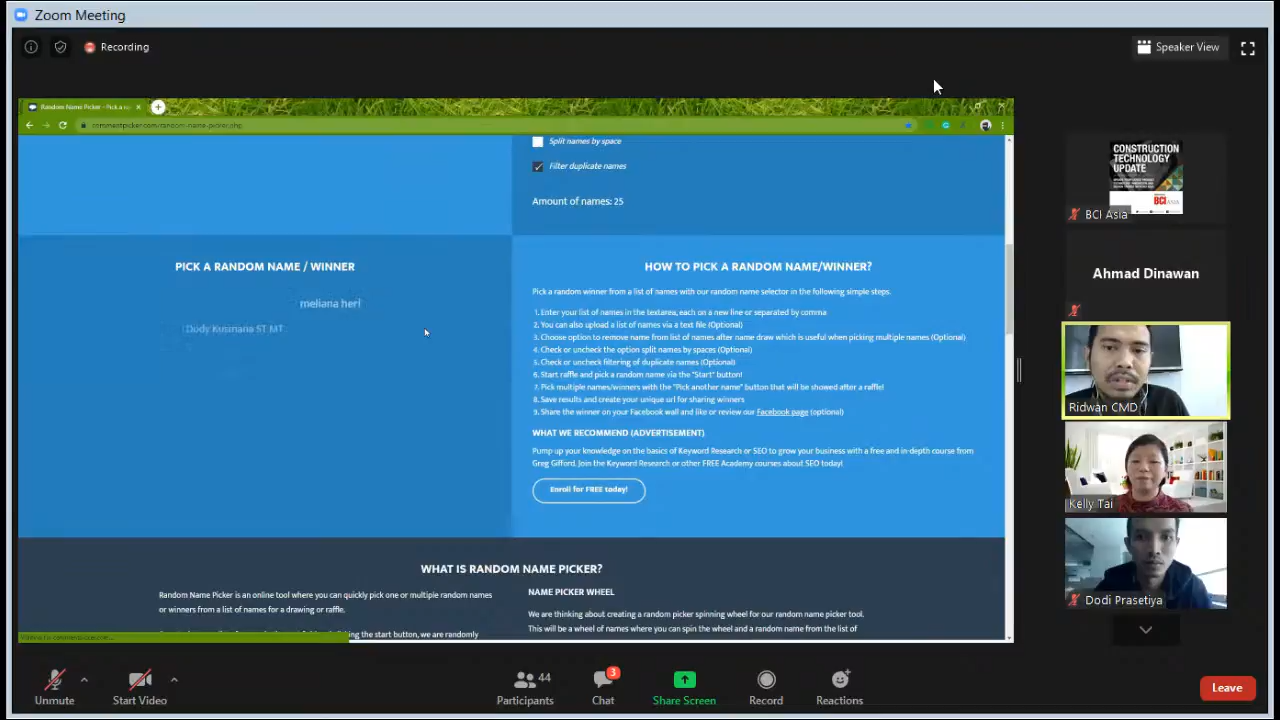 Zoom Meeting
Recording
Speaker View
Random Name Picker - Pick a ra
commentpicker.com/random-name-picker.php
Split names by space
Filter duplicate names
Amount of names: 25
PICK A RANDOM NAME / WINNER
meliana heri
Dody Kusmana ST MT
HOW TO PICK A RANDOM NAME/WINNER?
Pick a random winner from a list of names with our random name selector in the following simple steps.
1. Enter your list of names in the textarea, each on a new line or separated by comma
2. You can also upload a list of names via a text file (Optional)
3. Choose option to remove name from list of names after name draw which is useful when picking multiple names (Optional)
4. Check or uncheck the option split names by spaces (Optional)
5. Check or uncheck filtering of duplicate names (Optional)
6. Start raffle and pick a random name via the "Start" button!
7. Pick multiple names/winners with the "Pick another name" button that will be showed after a raffle!
8. Save results and create your unique url for sharing winners
9. Share the winner on your Facebook wall and like or review our Facebook page (optional)
WHAT WE RECOMMEND (ADVERTISEMENT)
Pump up your knowledge on the basics of Keyword Research or SEO to grow your business with a free and in-depth course from
Greg Gifford. Join the Keyword Research or other FREE Academy courses about SEO today!
Enroll for FREE today!
WHAT IS RANDOM NAME PICKER?
Random Name Picker is an online tool where you can quickly pick one or multiple random names
or winners from a list of names for a drawing or raffle.
NAME PICKER WHEEL
We are thinking about creating a random picker spinning wheel for our random name picker tool.
This will be a wheel of names where you can spin the wheel and a random name from the list of
CONSTRUCTION
TECHNOLOGY
UPDATE
BCI ASIA
BCI Asia
Ahmad Dinawan
Ridwan CMD
Kelly Tai
Dodi Prasetiya
Unmute
Start Video
44
Participants
3
Chat
Share Screen
Record
Reactions
Leave